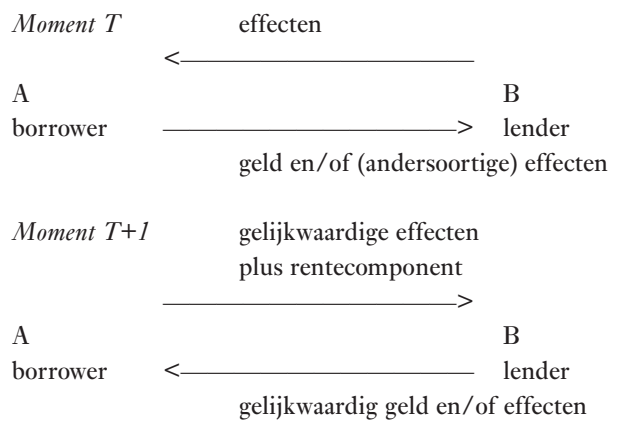 Moment T effecten
A B
borrower lender
geld en/of (andersoortige) effecten
Moment T+1 gelijkwaardige effecten
plus rentecomponent
A B
borrower lender
gelijkwaardig geld en/of effecten